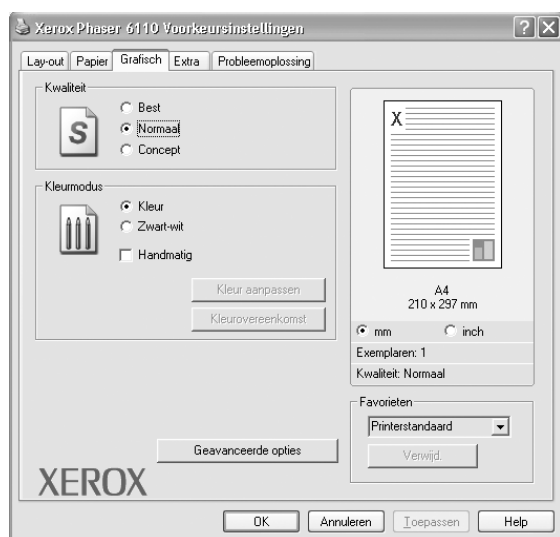 Xerox Phaser 6110 Voorkeursinstellingen
Lay-out Papier Grafisch Extra Probleemoplossing
Kwaliteit
S
Best
Normaal
Concept
Kleurmodus
Kleur
Zwart-wit
Handmatig
Kleur aanpassen
Kleurovereenkomst
Geavanceerde opties
XEROX
X
A4
210 x 297 mm
mm inch
Exemplaren: 1
Kwaliteit: Normaal
Favorieten
Printerstandaard
Verwijd.
OK Annuleren Toepassen Help